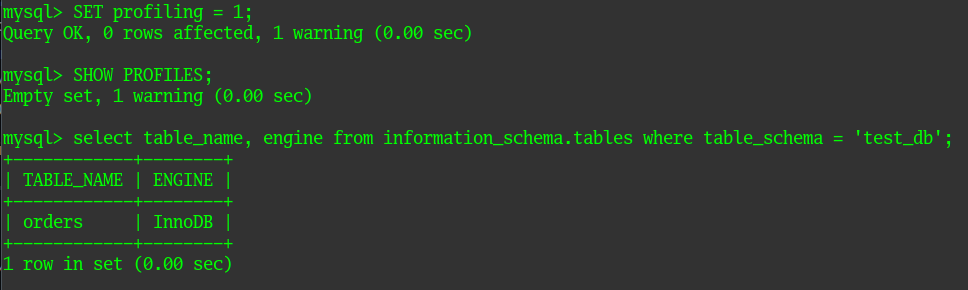 mysql> SET profiling = 1;
Query OK, 0 rows affected, 1 warning (0.00 sec)
mysql> SHOW PROFILES;
Empty set, 1 warning (0.00 sec)
mysql> select table_name, engine from information_schema.tables where table_schema = 'test_db';
+------------+--------+
| TABLE_NAME | ENGINE |
+------------+--------+
| orders     | InnoDB |
+------------+--------+
1 row in set (0.00 sec)